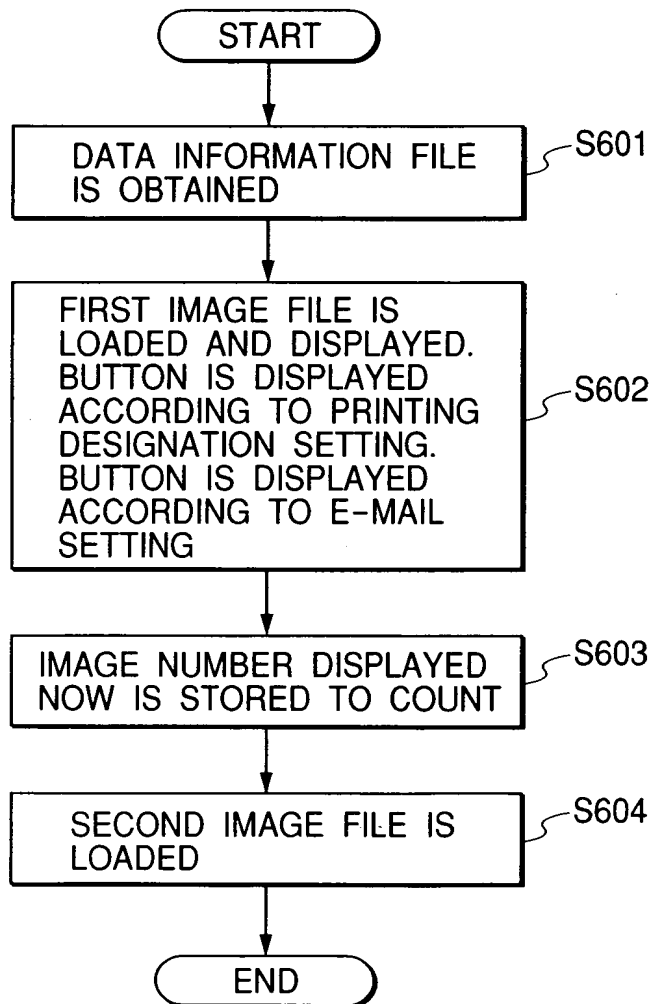 START
DATA INFORMATION FILE
IS OBTAINED
S601
FIRST IMAGE FILE IS
LOADED AND DISPLAYED.
BUTTON IS DISPLAYED
ACCORDING TO PRINTING
DESIGNATION SETTING.
BUTTON IS DISPLAYED
ACCORDING TO E-MAIL
SETTING
S602
IMAGE NUMBER DISPLAYED
NOW IS STORED TO COUNT
S603
SECOND IMAGE FILE IS
LOADED
S604
END